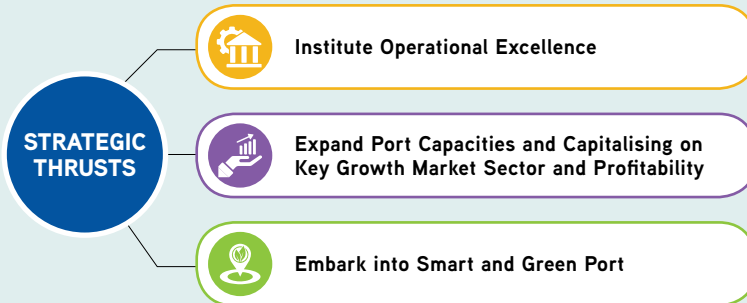 STRATEGIC
THRUSTS
Institute Operational Excellence
Expand Port Capacities and Capitalising on
Key Growth Market Sector and Profitability
Embark into Smart and Green Port